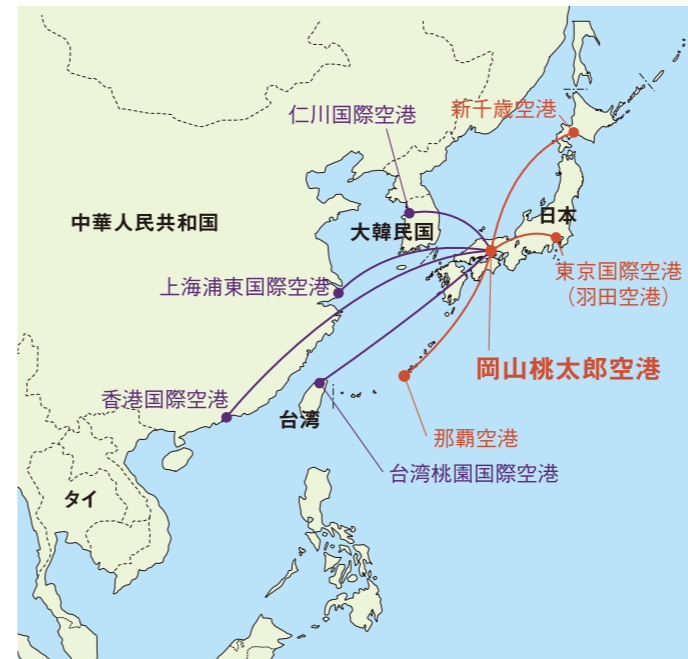 仁川国際空港
新千歳空港
中華人民共和国
大韓民国
日本
上海浦東国際空港
東京国際空港
（羽田空港）
岡山桃太郎空港
香港国際空港
台湾
那覇空港
台湾桃園国際空港
タイ